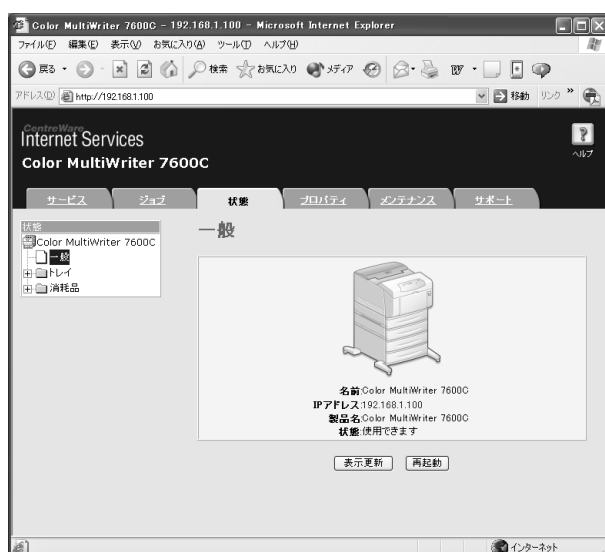 Color MultiWriter 7600C - 192.168.1.100 - Microsoft Internet Explorer
ファイル(F) 編集(E) 表示(V) お気に入り(A) ツール(T) ヘルプ(H)
戻る 検索 お気に入り メディア
アドレス(D) http://192.168.1.100 移動 リンク »
CentreWare
Internet Services
Color MultiWriter 7600C
ヘルプ
サービス ジョブ 状態 プロパティ メンテナンス サポート
状態
Color MultiWriter 7600C
一般
トレイ
消耗品
一般
名前:Color MultiWriter 7600C
IPアドレス:192.168.1.100
製品名:Color MultiWriter 7600C
状態:使用できます
表示更新 再起動
インターネット